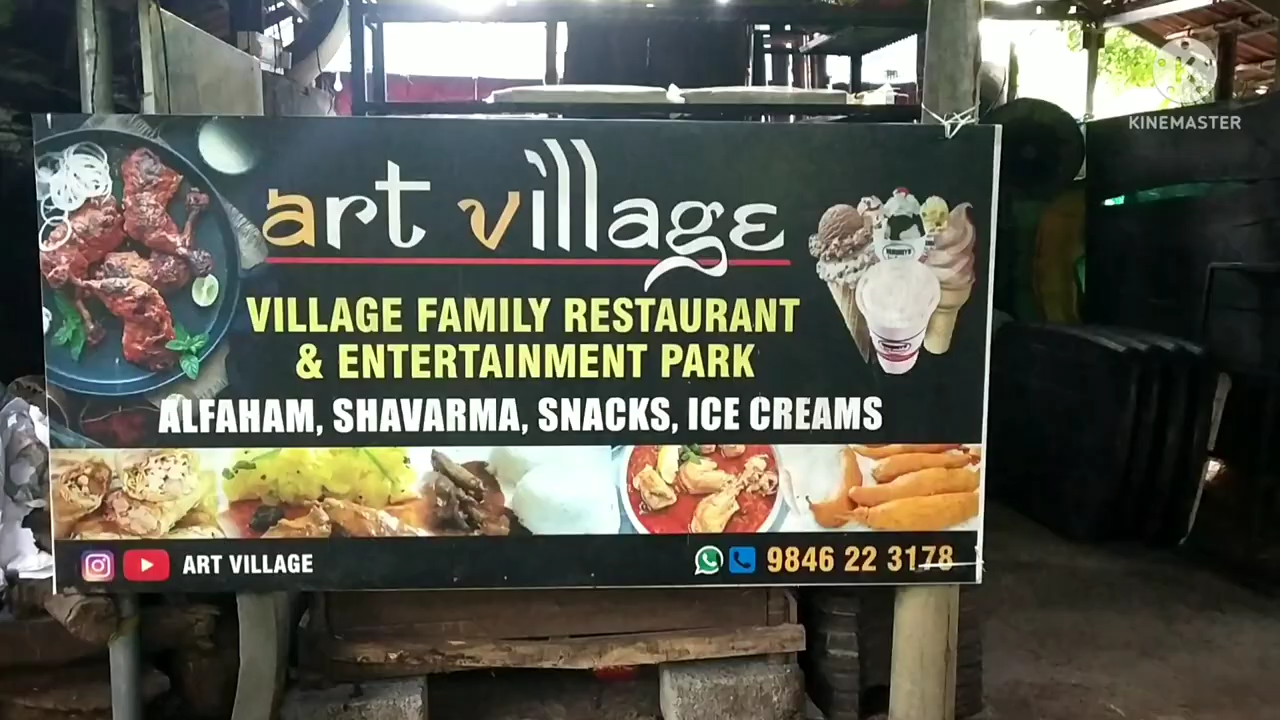 KINEMASTER
art village
VILLAGE FAMILY RESTAURANT
& ENTERTAINMENT PARK
ALFAHAM, SHAVARMA, SNACKS, ICE CREAMS
ART VILLAGE
9846 22 3178